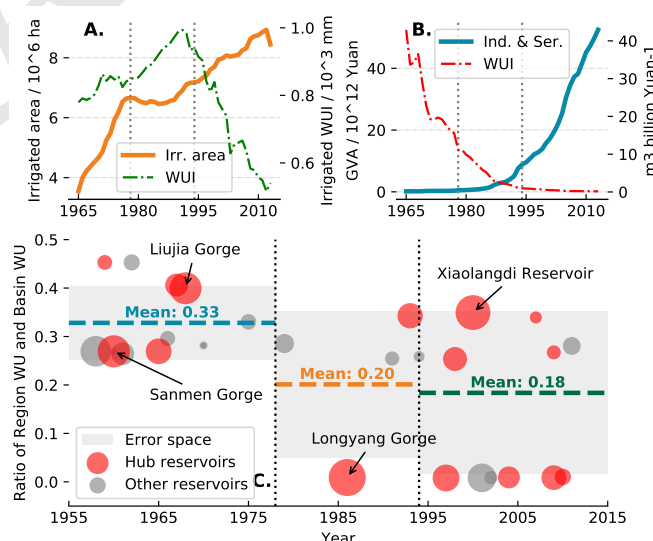 A.
Irrigated area / 10^6 ha
8
6
4
1.0
0.8
0.6
Irrigated WUI / 10^3 mm
Irr. area
WUI
1965 1980 1995 2010
B.
GVA / 10^12 Yuan
40
20
0
40
30
20
10
0
m3 billion Yuan-1
Ind. & Ser.
WUI
1965 1980 1995 2010
Ratio of Region WU and Basin WU
0.5
0.4
0.3
0.2
0.1
0.0
Liujia Gorge
Xiaolangdi Reservoir
Mean: 0.33
Mean: 0.20
Mean: 0.18
Sanmen Gorge
Longyang Gorge
Error space
Hub reservoirs
Other reservoirs
C.
1955 1965 1975 1985 1995 2005 2015
Year